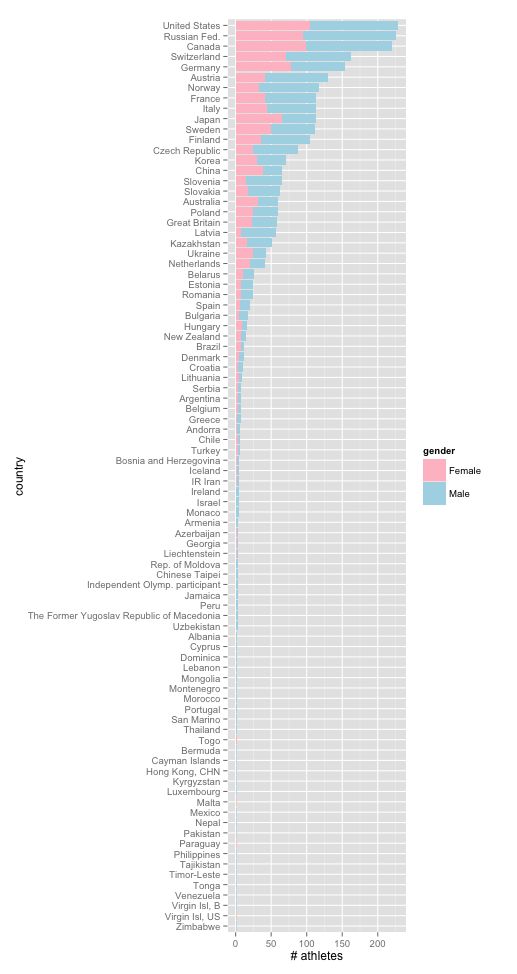 United States
Russian Fed.
Canada
Switzerland
Germany
Austria
Norway
France
Italy
Japan
Sweden
Finland
Czech Republic
Korea
China
Slovenia
Slovakia
Australia
Poland
Great Britain
Latvia
Kazakhstan
Ukraine
Netherlands
Belarus
Estonia
Romania
Spain
Bulgaria
Hungary
New Zealand
Brazil
Denmark
Croatia
Lithuania
Serbia
Argentina
Belgium
Greece
Andorra
Chile
Turkey
Bosnia and Herzegovina
Iceland
IR Iran
Ireland
Israel
Monaco
Armenia
Azerbaijan
Georgia
Liechtenstein
Rep. of Moldova
Chinese Taipei
Independent Olymp. participant
Jamaica
Peru
The Former Yugoslav Republic of Macedonia
Uzbekistan
Albania
Cyprus
Dominica
Lebanon
Mongolia
Montenegro
Morocco
Portugal
San Marino
Thailand
Togo
Bermuda
Cayman Islands
Hong Kong, CHN
Kyrgyzstan
Luxembourg
Malta
Mexico
Nepal
Pakistan
Paraguay
Philippines
Tajikistan
Timor-Leste
Tonga
Venezuela
Virgin Isl, B
Virgin Isl, US
Zimbabwe
country
0 50 100 150 200
# athletes
gender
Female
Male